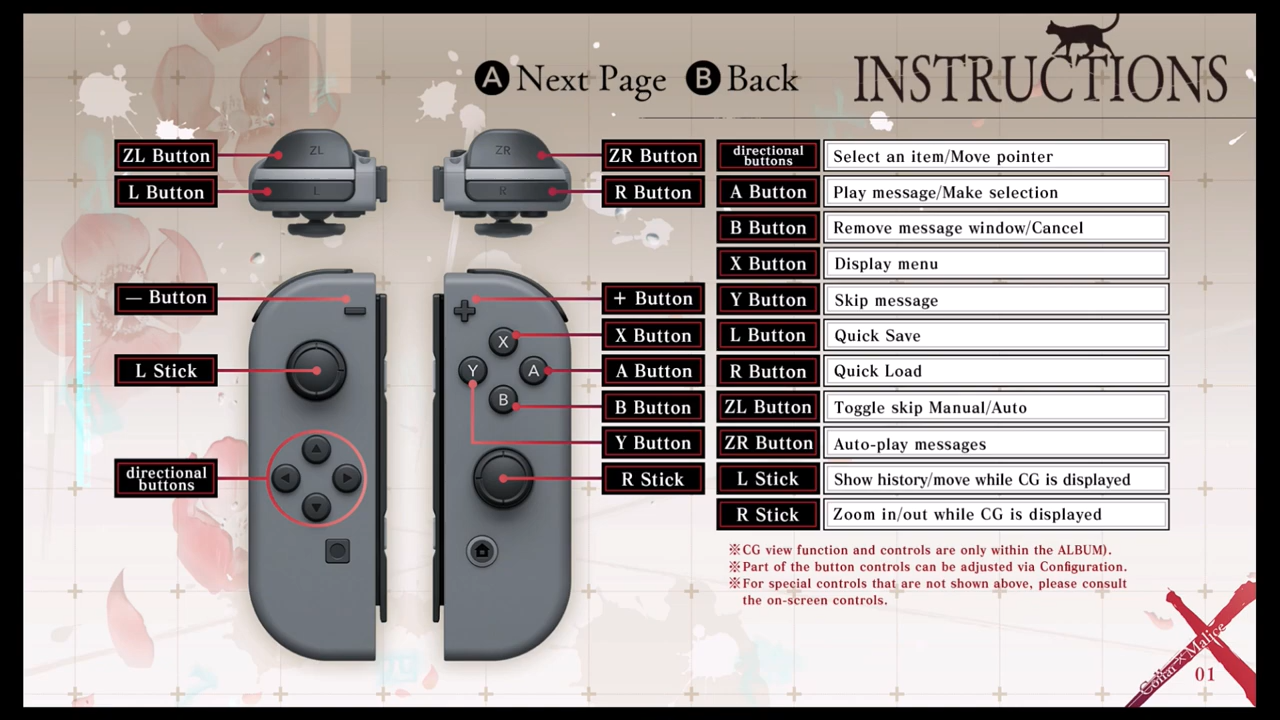 A Next Page B Back
INSTRUCTIONS
ZL Button
ZL
ZR
ZR Button
L Button
L
R
R Button
— Button
+ Button
X
X Button
L Stick
Y
A
A Button
B
B Button
Y Button
directional
buttons
R Stick
directional
buttons
Select an item/Move pointer
A Button
Play message/Make selection
B Button
Remove message window/Cancel
X Button
Display menu
Y Button
Skip message
L Button
Quick Save
R Button
Quick Load
ZL Button
Toggle skip Manual/Auto
ZR Button
Auto-play messages
L Stick
Show history/move while CG is displayed
R Stick
Zoom in/out while CG is displayed
※CG view function and controls are only within the ALBUM).
※Part of the button controls can be adjusted via Configuration.
※For special controls that are not shown above, please consult
the on-screen controls.
Collar×Malice
01